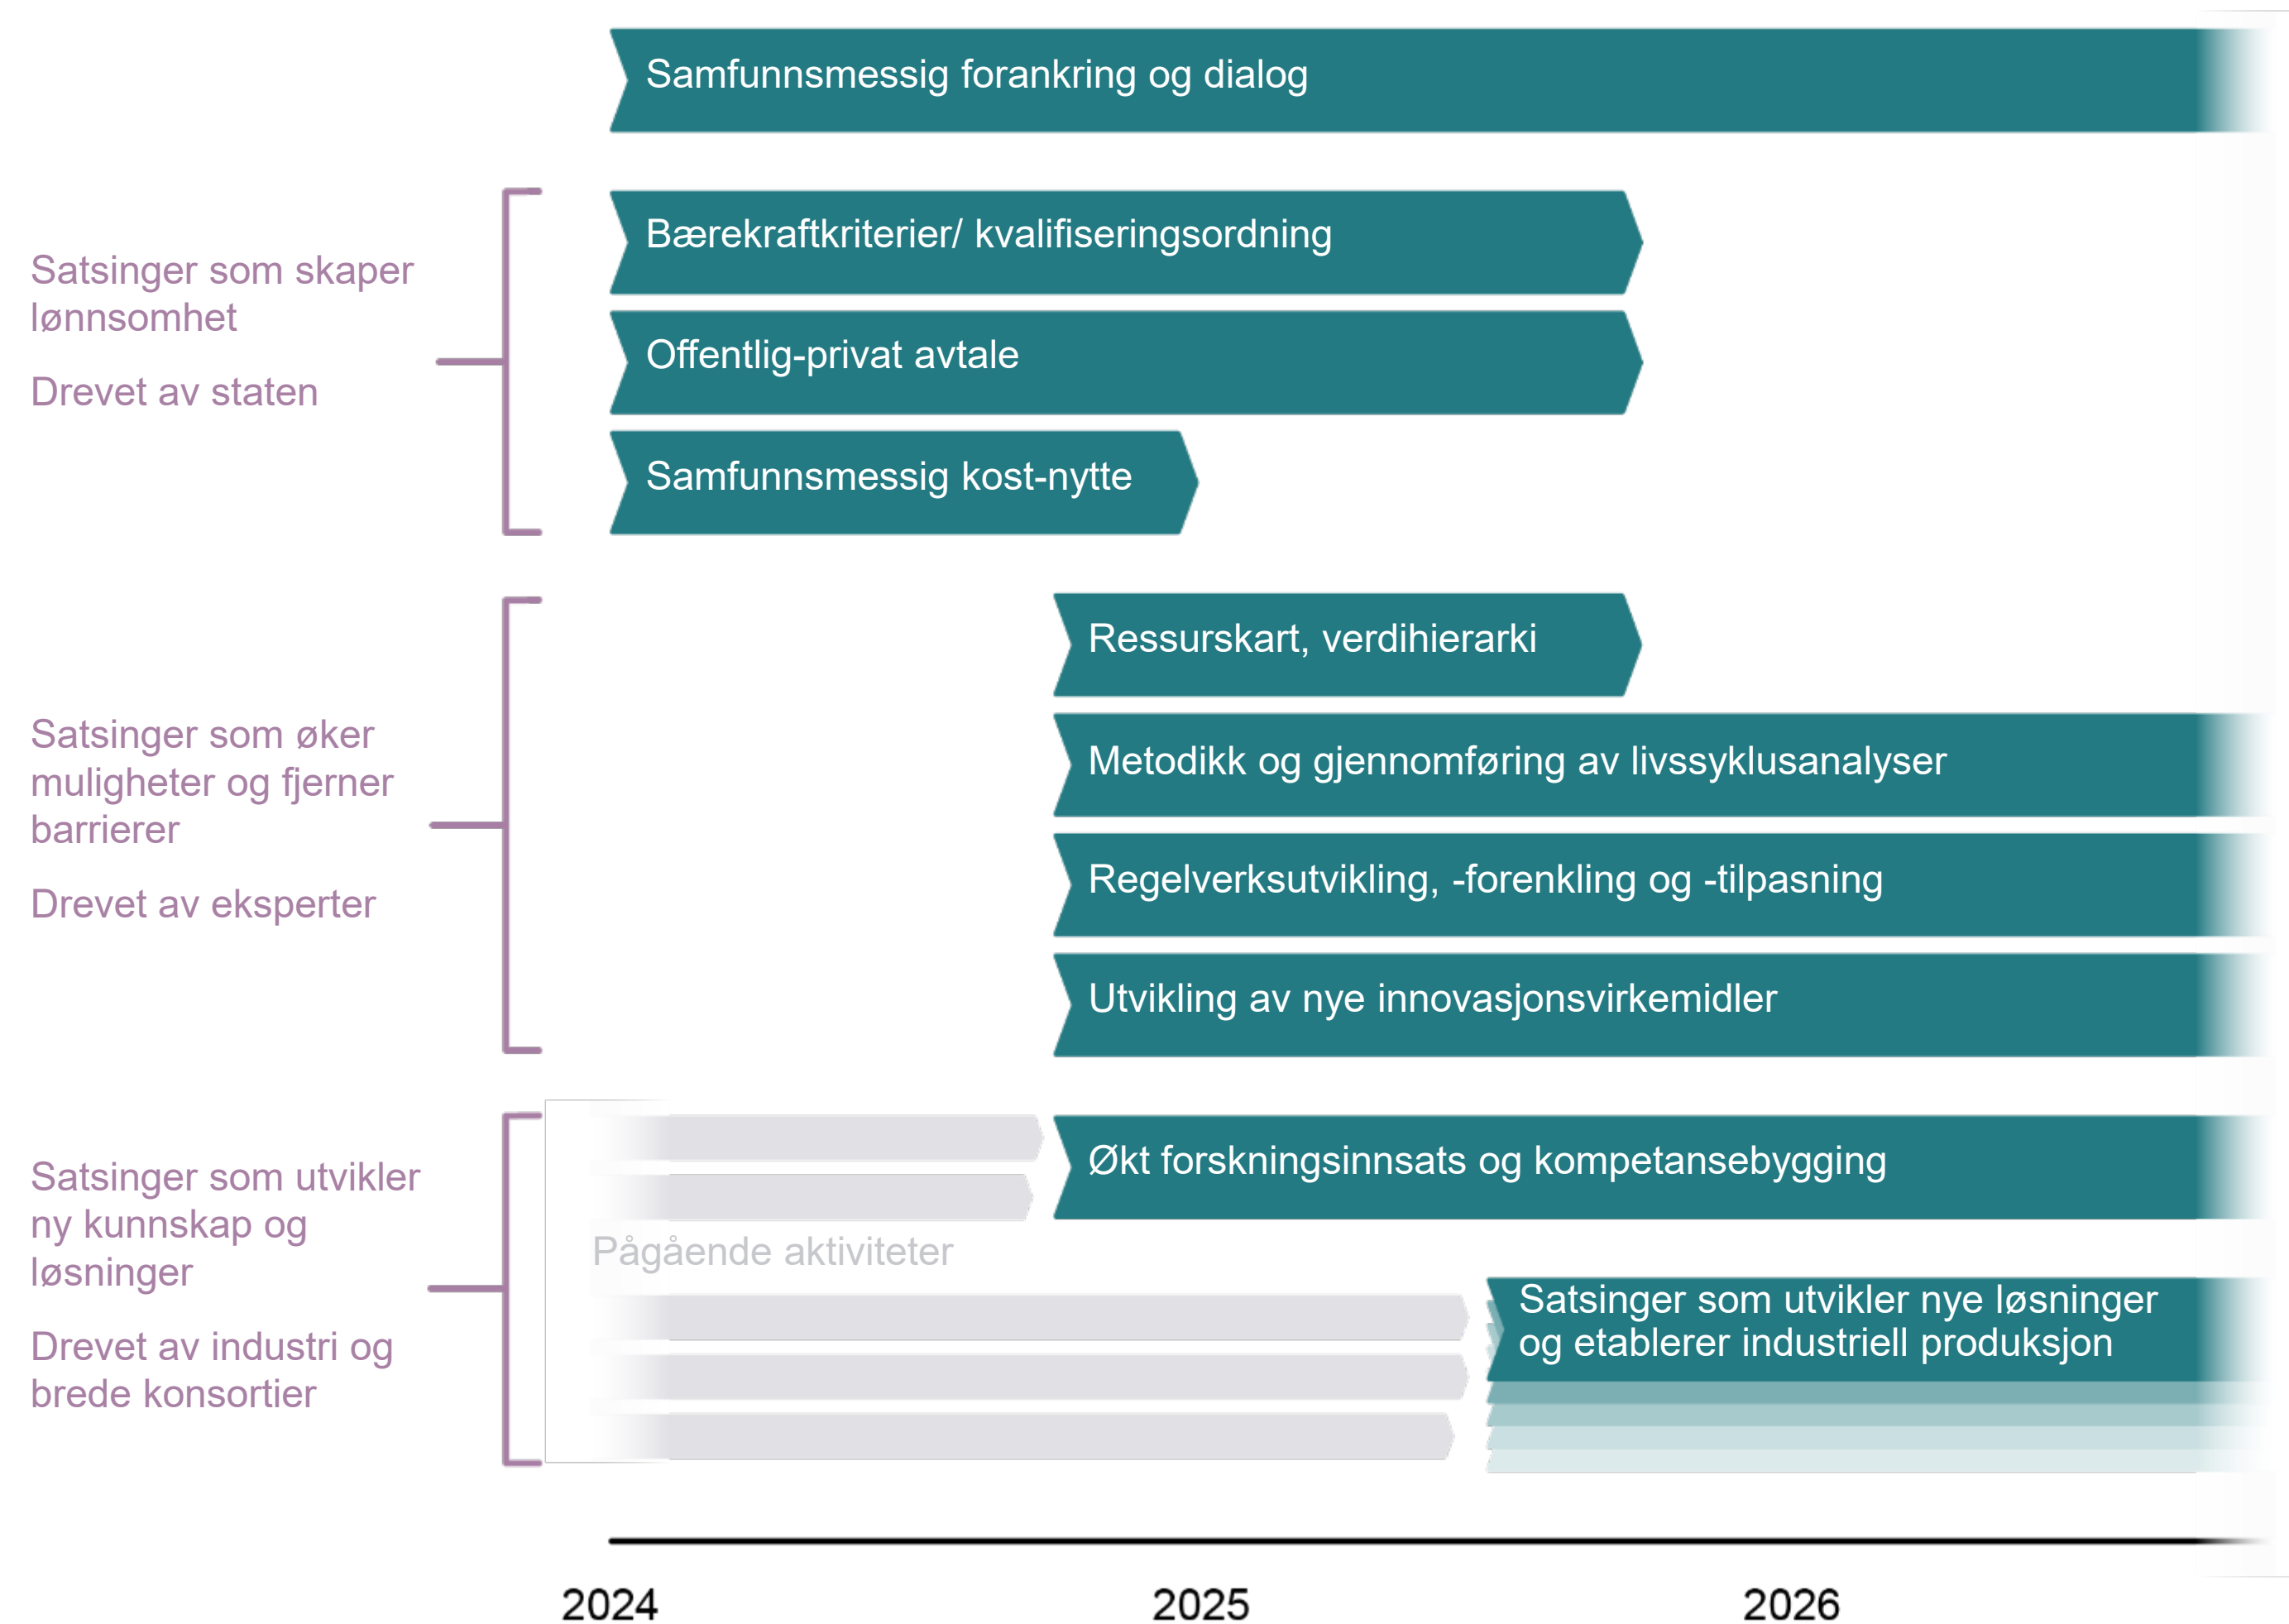 Samfunnsmessig forankring og dialog
Satsinger som skaper
lønnsomhet
Drevet av staten
Bærekraftkriterier/ kvalifiseringsordning
Offentlig-privat avtale
Samfunnsmessig kost-nytte
Satsinger som øker
muligheter og fjerner
barrierer
Drevet av eksperter
Ressurskart, verdihierarki
Metodikk og gjennomføring av livssyklusanalyser
Regelverksutvikling, -forenkling og -tilpasning
Utvikling av nye innovasjonsvirkemidler
Satsinger som utvikler
ny kunnskap og
løsninger
Drevet av industri og
brede konsortier
Økt forskningsinnsats og kompetansebygging
Pågående aktiviteter
Satsinger som utvikler nye løsninger
og etablerer industriell produksjon
2024
2025
2026